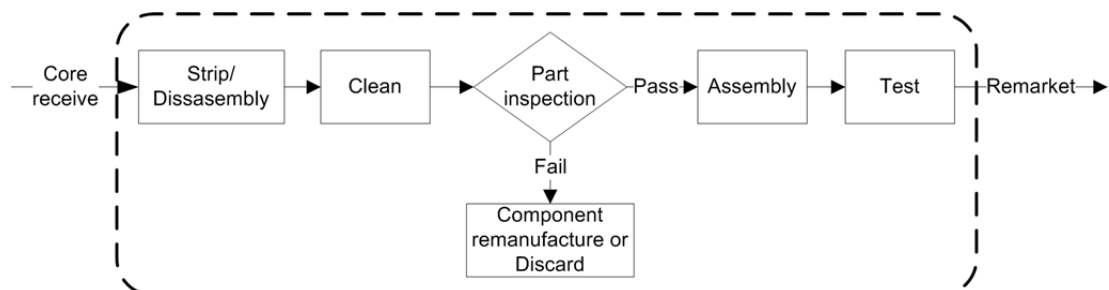 Core
receive
Strip/
Dissasembly
Clean
Part
inspection
Pass
Assembly
Test
Remarket
Fail
Component
remanufacture or
Discard